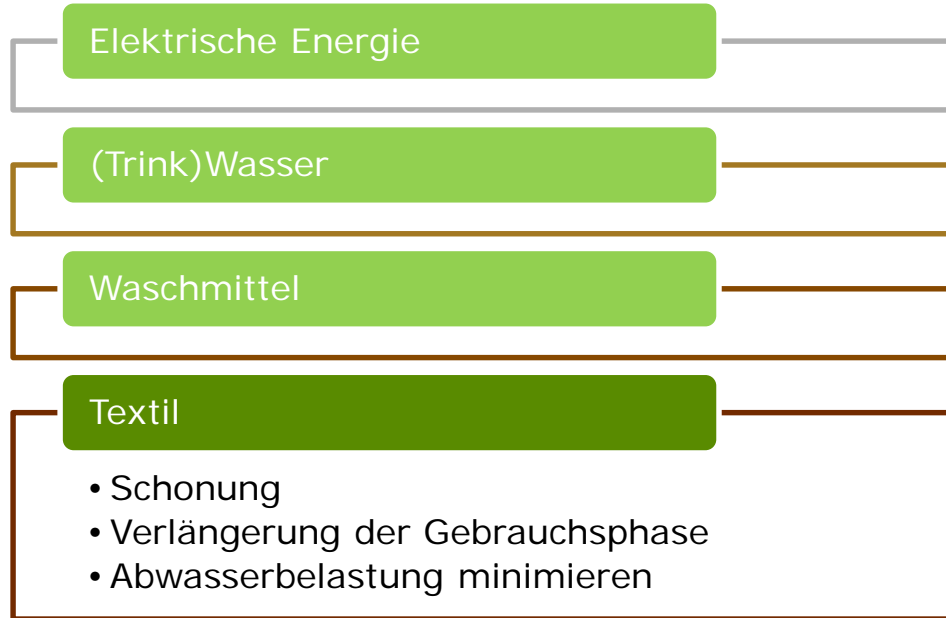 Elektrische Energie
(Trink)Wasser
Waschmittel
Textil
• Schonung
• Verlängerung der Gebrauchsphase
• Abwasserbelastung minimieren